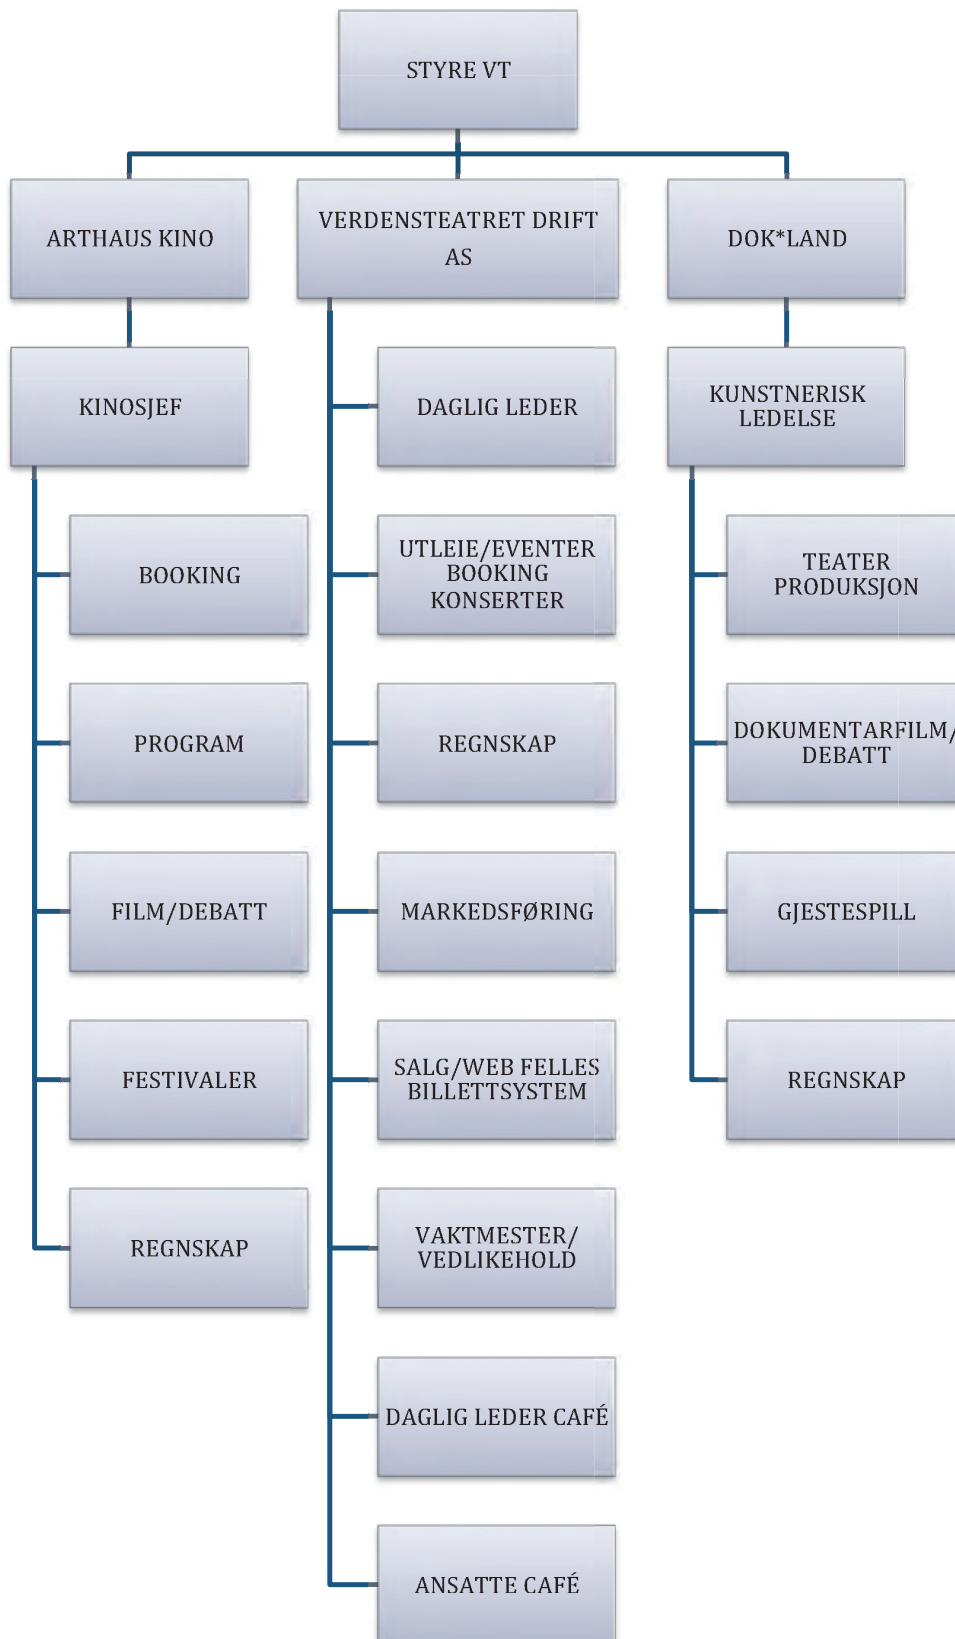 STYRE VT
ARTHAUS KINO
VERDENSTEATRET DRIFT
AS
DOK*LAND
KINOSJEF
BOOKING
PROGRAM
FILM/DEBATT
FESTIVALER
REGNSKAP
DAGLIG LEDER
UTLEIE/EVENTER
BOOKING
KONSERTER
REGNSKAP
MARKEDSFØRING
SALG/WEB FELLES
BILLETTSYSTEM
VAKTMESTER/
VEDLIKEHOLD
DAGLIG LEDER CAFÉ
ANSATTE CAFÉ
KUNSTNERISK
LEDELSE
TEATER
PRODUKSJON
DOKUMENTARFILM/
DEBATT
GJESTESPILL
REGNSKAP